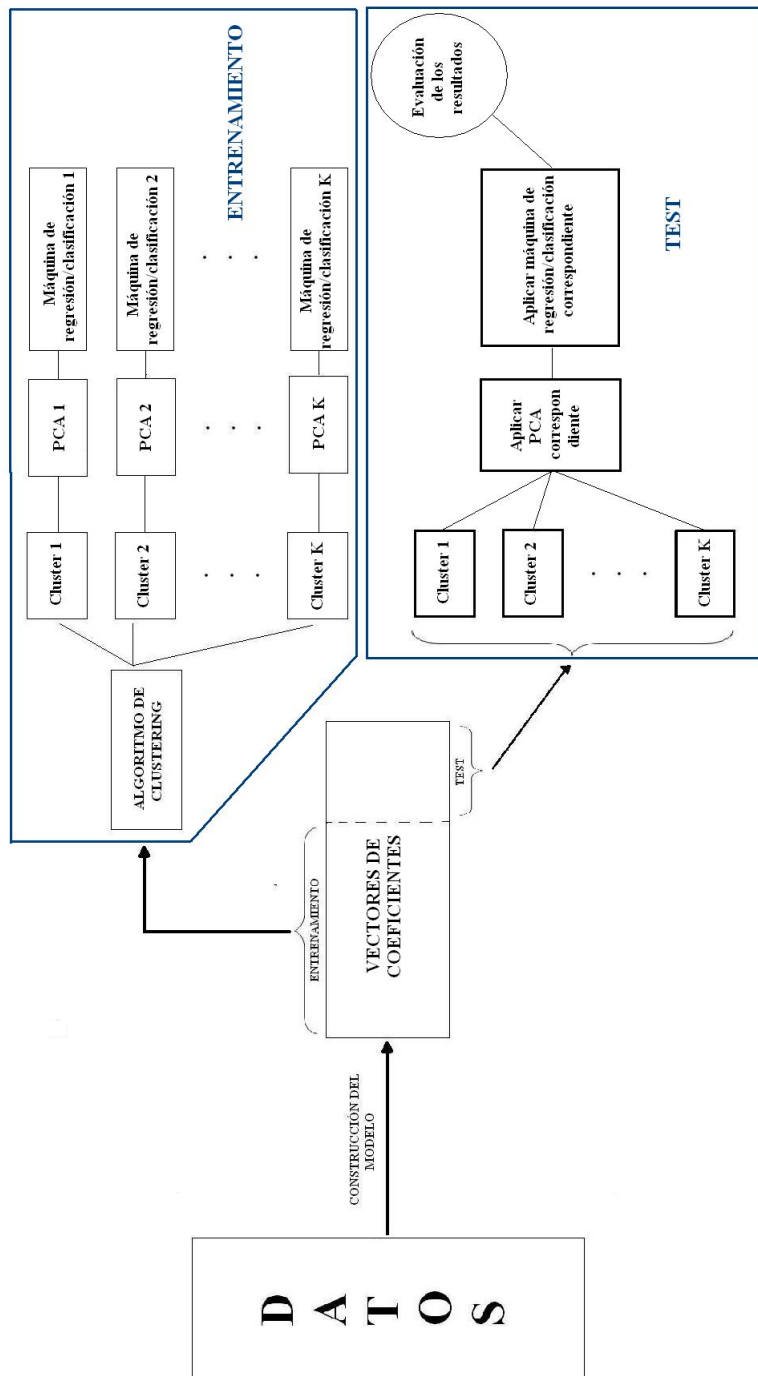 D
A
T
O
S
CONSTRUCCIÓN DEL
MODELO
VECTORES DE
COEFICIENTES
ENTRENAMIENTO
TEST
ALGORITMO DE
CLUSTERING
Cluster 1
Cluster 2
. . .
Cluster K
PCA 1
PCA 2
. . .
PCA K
Máquina de
regresión/clasificación 1
Máquina de
regresión/clasificación 2
. . .
Máquina de
regresión/clasificación K
ENTRENAMIENTO
Cluster 1
Cluster 2
. . .
Cluster K
Aplicar
PCA
correspon
diente
Aplicar máquina de
regresión/clasificación
correspondiente
Evaluación
de los
resultados
TEST